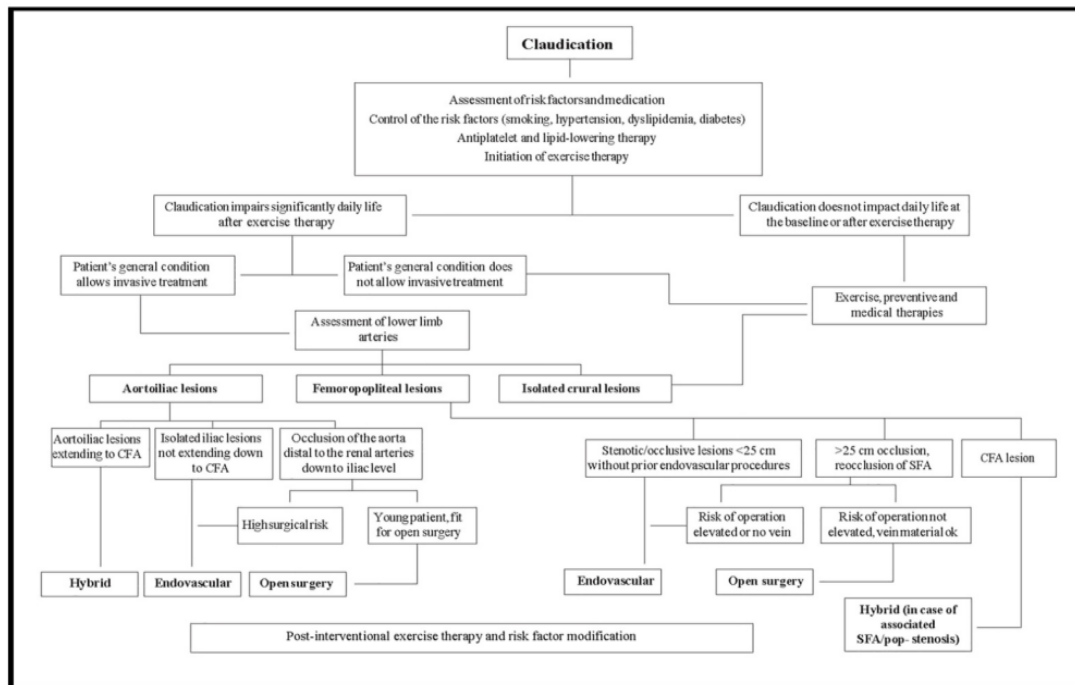 Claudication
Assessment of risk factors and medication
Control of the risk factors (smoking, hypertension, dyslipidemia, diabetes)
Antiplatelet and lipid-lowering therapy
Initiation of exercise therapy
Claudication impairs significantly daily life
after exercise therapy
Claudication does not impact daily life at
the baseline or after exercise therapy
Patient's general condition
allows invasive treatment
Patient's general condition does
not allow invasive treatment
Exercise, preventive and
medical therapies
Assessment of lower limb
arteries
Aortoiliac lesions
Femoropopliteal lesions
Isolated crural lesions
Aortoiliac lesions
extending to CFA
Isolated iliac lesions
not extending down
to CFA
Occlusion of the aorta
distal to the renal arteries
down to iliac level
Stenotic/occlusive lesions <25 cm
without prior endovascular procedures
>25 cm occlusion,
reocclusion of SFA
CFA lesion
High surgical risk
Young patient, fit
for open surgery
Risk of operation
elevated or no vein
Risk of operation not
elevated, vein material ok
Hybrid
Endovascular
Open surgery
Endovascular
Open surgery
Hybrid (in case of
associated
SFA/pop- stenosis)
Post-interventional exercise therapy and risk factor modification